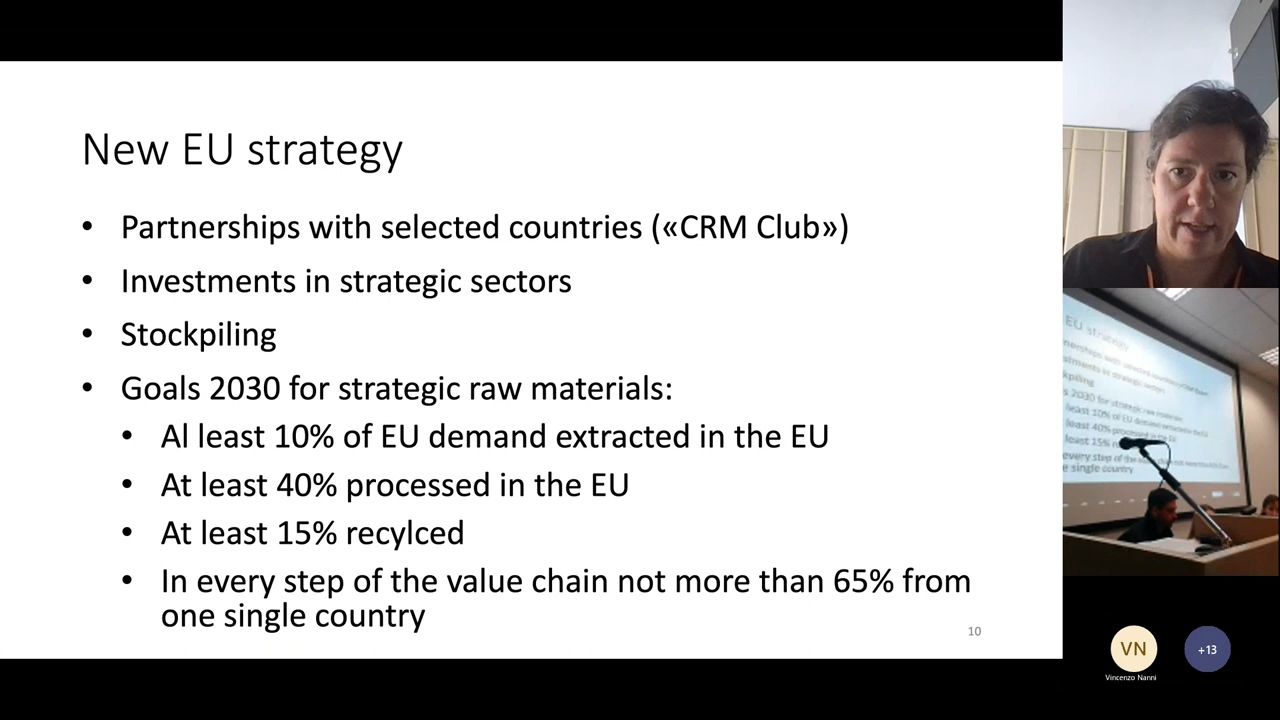 New EU strategy
• Partnerships with selected countries («CRM Club»)
• Investments in strategic sectors
• Stockpiling
• Goals 2030 for strategic raw materials:
• Al least 10% of EU demand extracted in the EU
• At least 40% processed in the EU
• At least 15% recylced
• In every step of the value chain not more than 65% from
one single country
10
EU strategy
VN
+13
Vincenzo Nanni